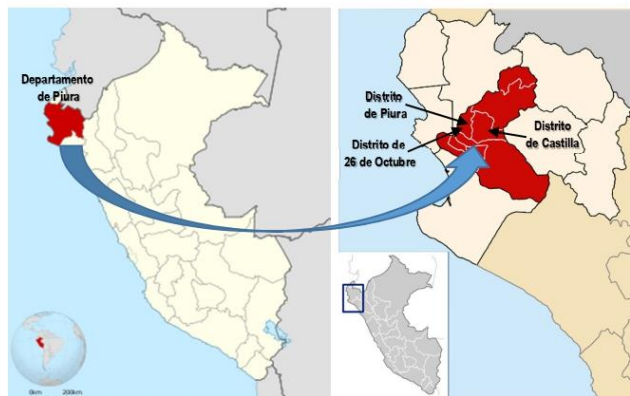 Departamento
de Piura
0km 200km
Distrito
de Piura
Distrito de
26 de Octubre
Distrito
de Castilla